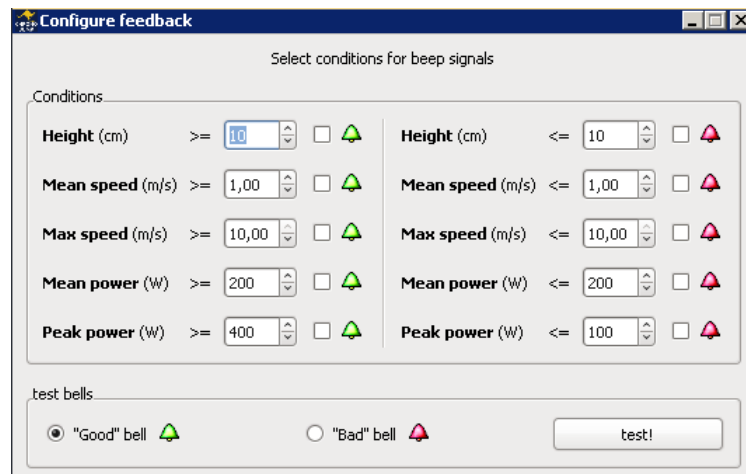 Configure feedback
Select conditions for beep signals
Conditions
Height (cm) >= 10 Height (cm) <= 10
Mean speed (m/s) >= 1,00 Mean speed (m/s) <= 1,00
Max speed (m/s) >= 10,00 Max speed (m/s) <= 10,00
Mean power (W) >= 200 Mean power (W) <= 200
Peak power (W) >= 400 Peak power (W) <= 100
test bells
"Good" bell "Bad" bell test!